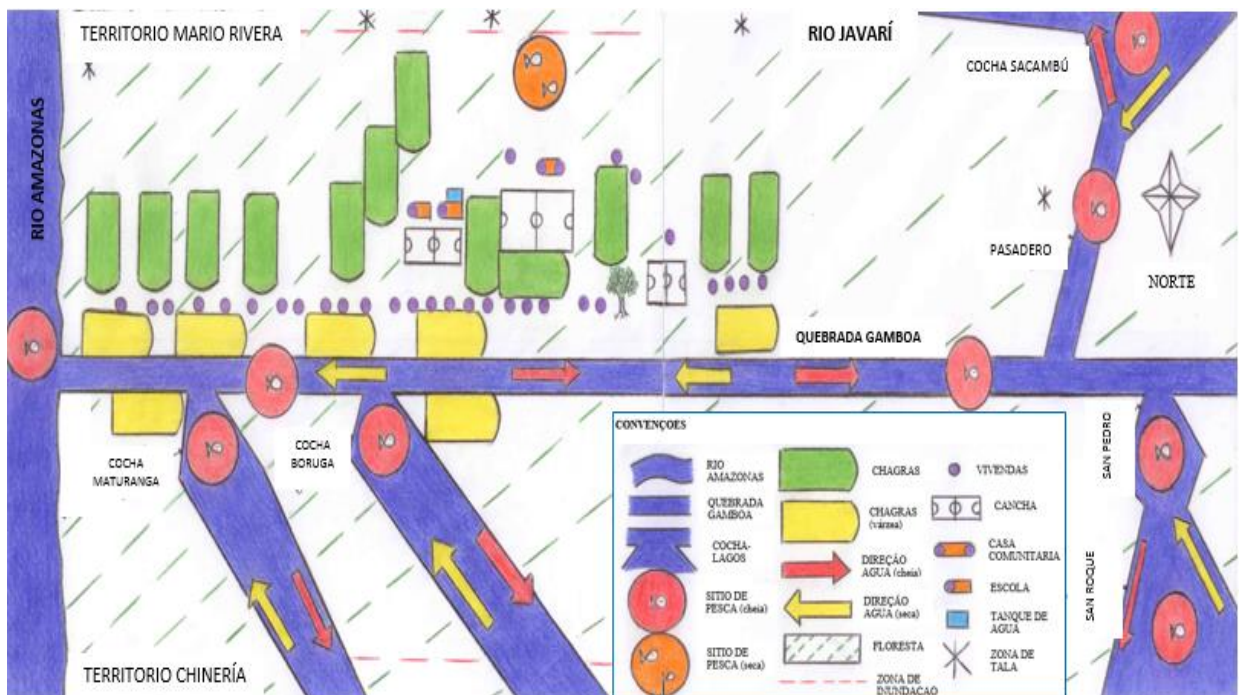 TERRITORIO MARIO RIVERA
RIO JAVARÍ
COCHA SACAMBÚ
RIO AMAZONAS
PASADERO
NORTE
QUEBRADA GAMBOA
COCHA
MATURANGA
COCHA
BORUGA
SAN PEDRO
SAN ROQUE
TERRITORIO CHINERÍA
CONVENÇOES
RIO
AMAZONAS
QUEBRADA
GAMBOA
COCHA-
LAGOS
SITIO DE
PESCA (cheia)
SITIO DE
PESCA (seca)
CHAGRAS
CHAGRAS
(várzea)
DIREÇÃO
AGUA (cheia)
DIREÇÃO
AGUA (seca)
FLORESTA
ZONA DE
INUNDAÇAO
VIVENDAS
CANCHA
CASA
COMUNITARIA
ESCOLA
TANQUE DE
AGUA
ZONA DE
TALA